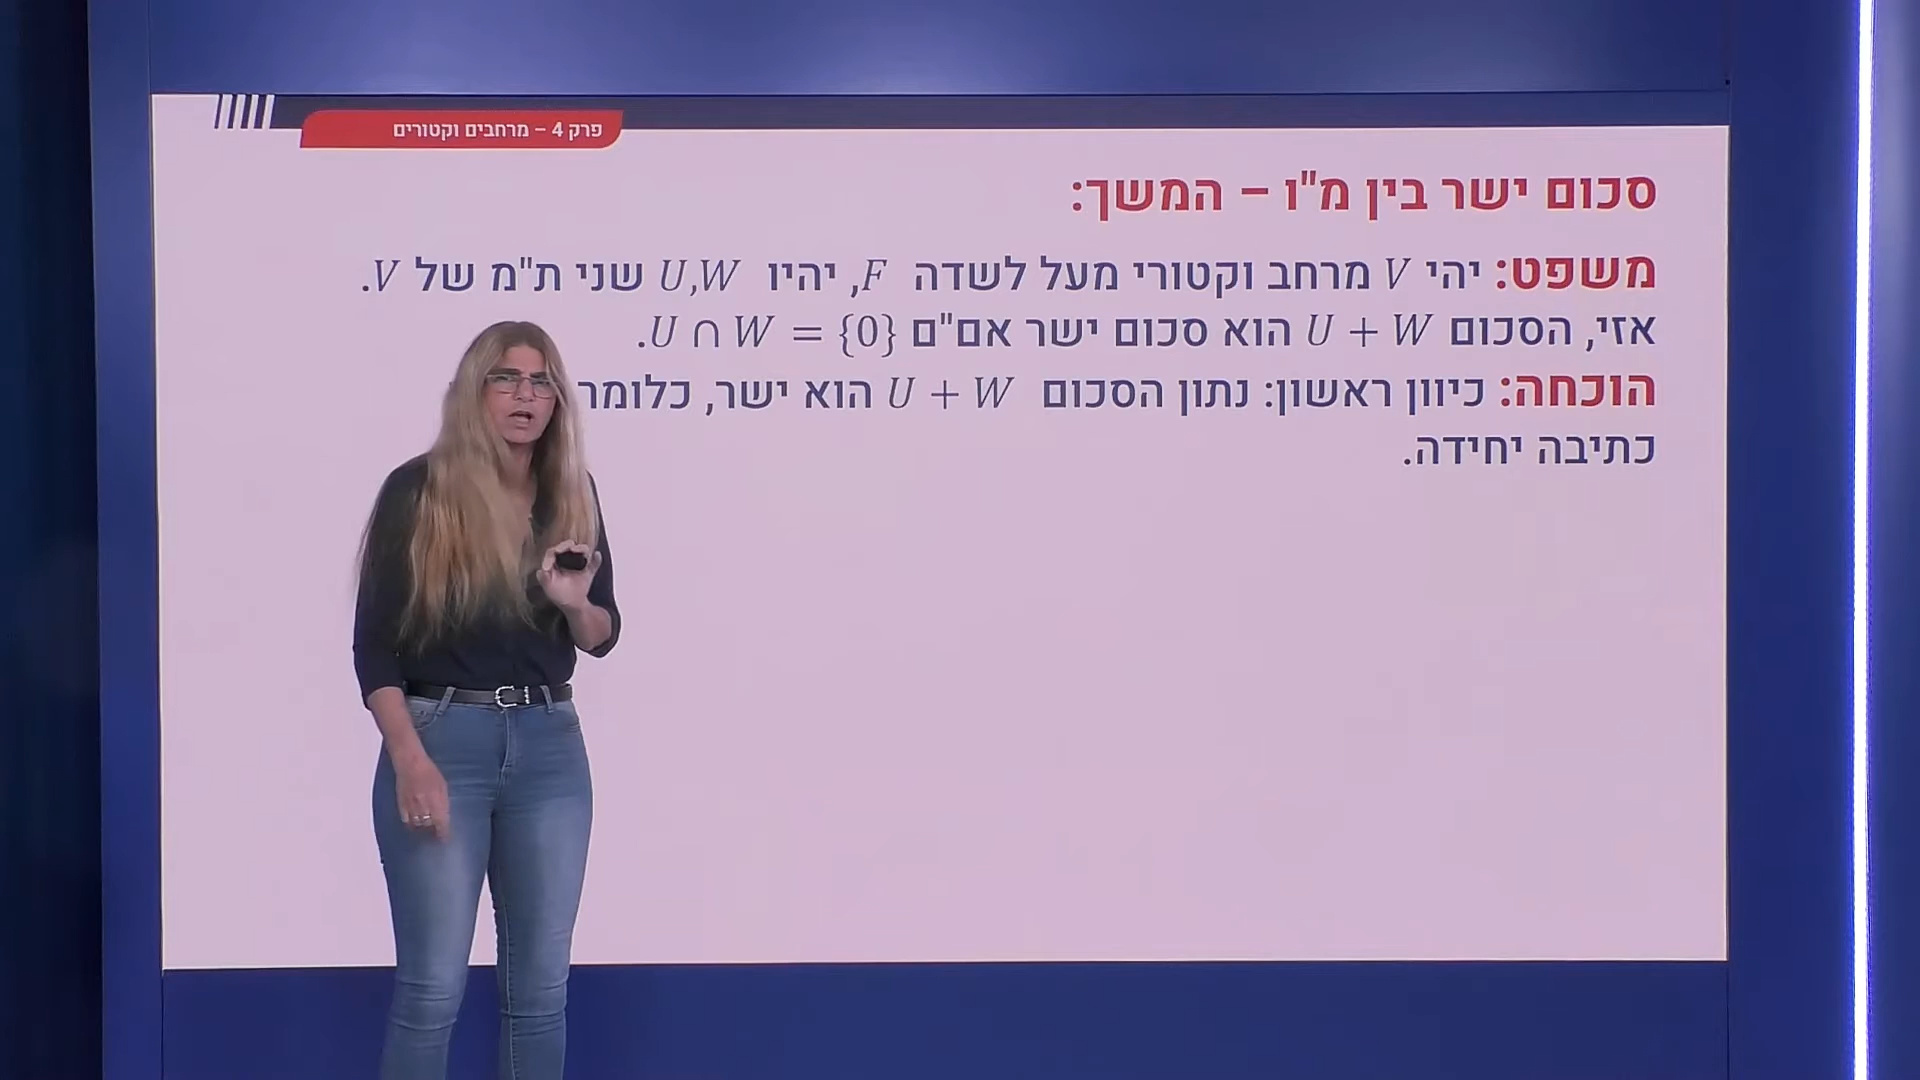 פרק 4 – מרחבים וקטורים
סכום ישר בין מ"ו – המשך:
משפט: יהי V מרחב וקטורי מעל לשדה F, יהיו U,W שני ת"מ של V.
אזי, הסכום U + W הוא סכום ישר אם"ם U ∩ W = {0}.
הוכחה: כיוון ראשון: נתון הסכום U + W הוא ישר, כלומר
כתיבה יחידה.